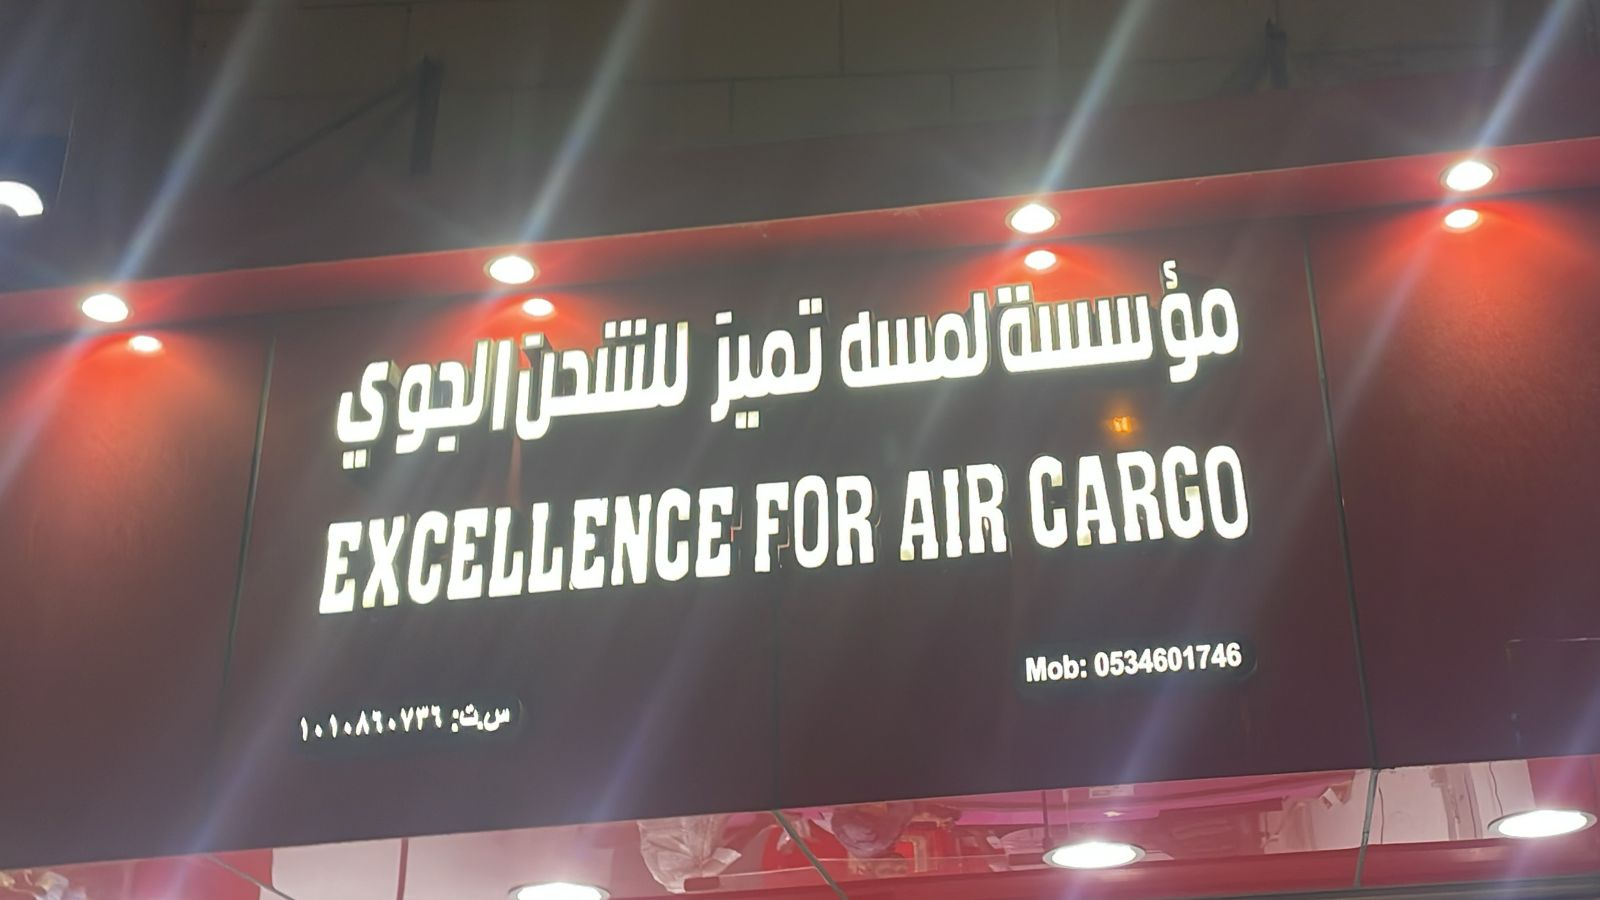 مؤسسة لمسه تميز للشحن الجوي
EXCELLENCE FOR AIR CARGO
Mob: 0534601746
س.ت: ١٠١٠٨٦٠٧٣٦